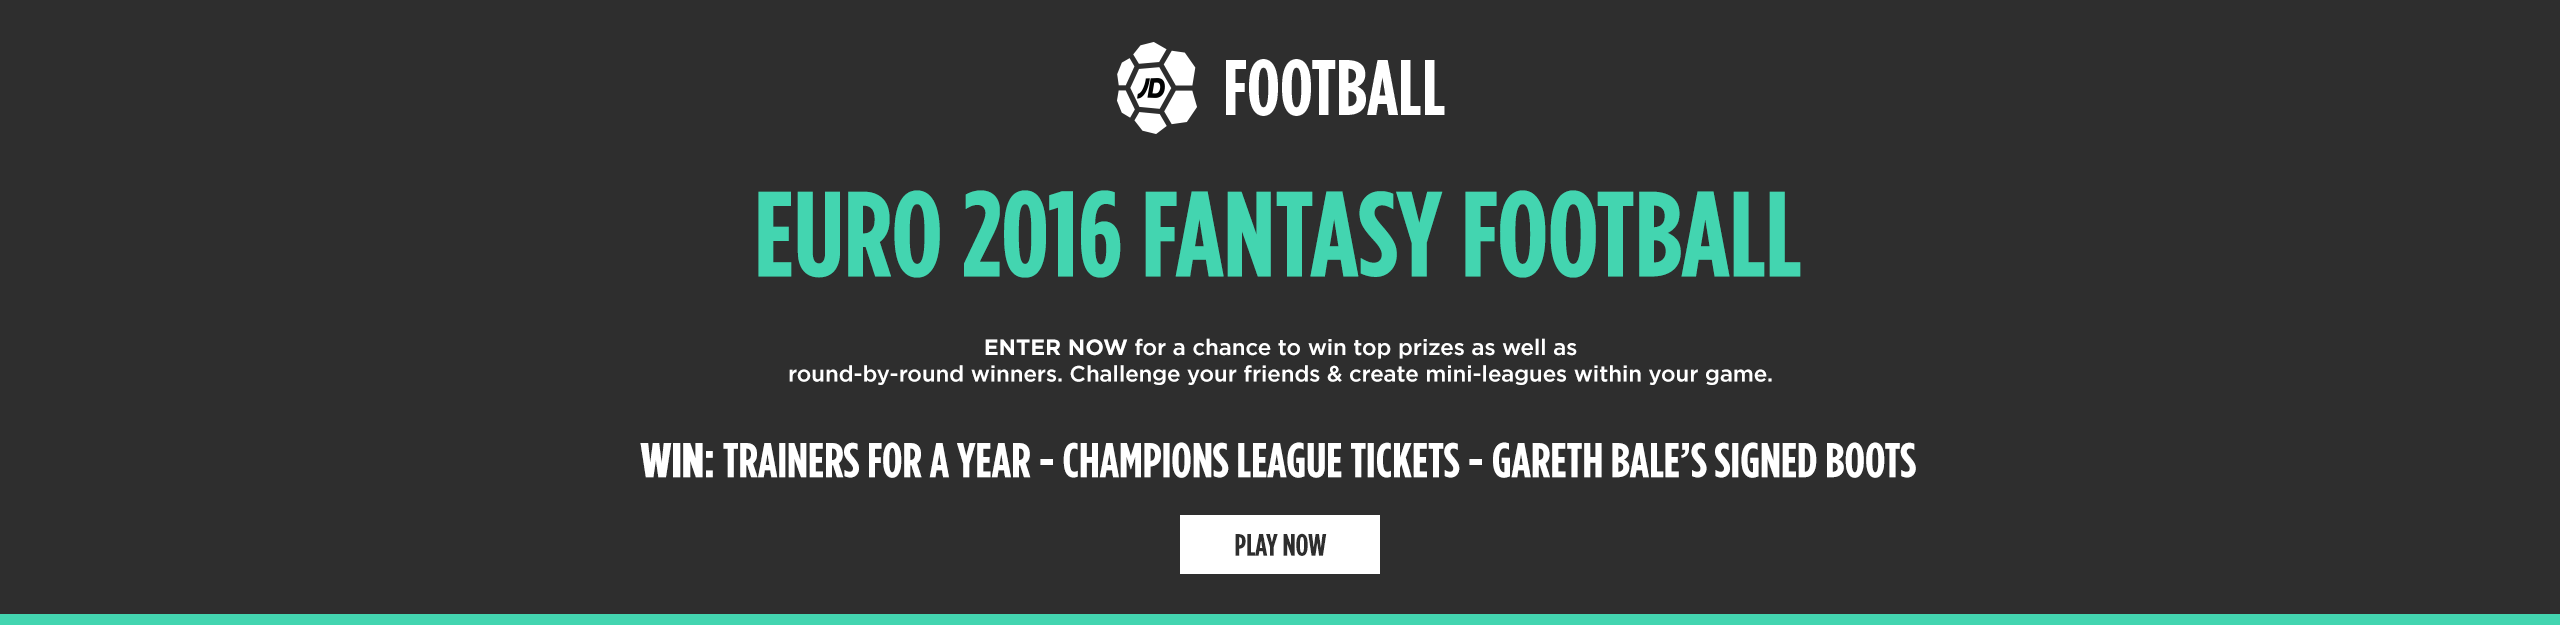 JD FOOTBALL
EURO 2016 FANTASY FOOTBALL
ENTER NOW for a chance to win top prizes as well as
round-by-round winners. Challenge your friends & create mini-leagues within your game.
WIN: TRAINERS FOR A YEAR - CHAMPIONS LEAGUE TICKETS - GARETH BALE’S SIGNED BOOTS
PLAY NOW